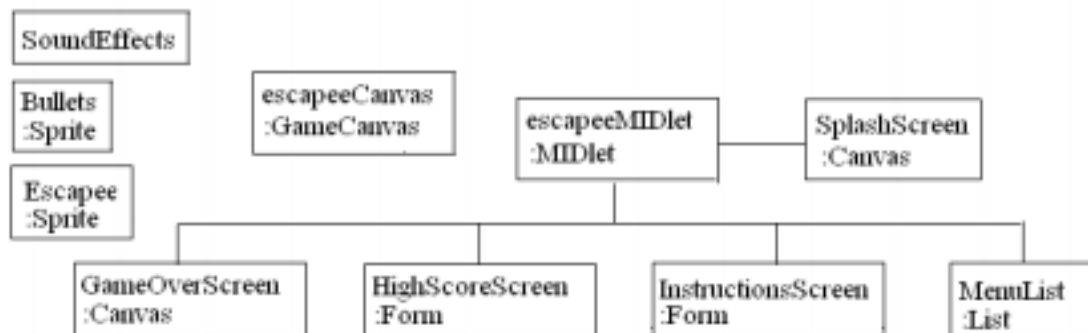 SoundEffects
Bullets
:Sprite
Escapee
:Sprite
escapeeCanvas
:GameCanvas
escapeeMIDlet
:MIDlet
SplashScreen
:Canvas
GameOverScreen
:Canvas
HighScoreScreen
:Form
InstructionsScreen
:Form
MenuList
:List